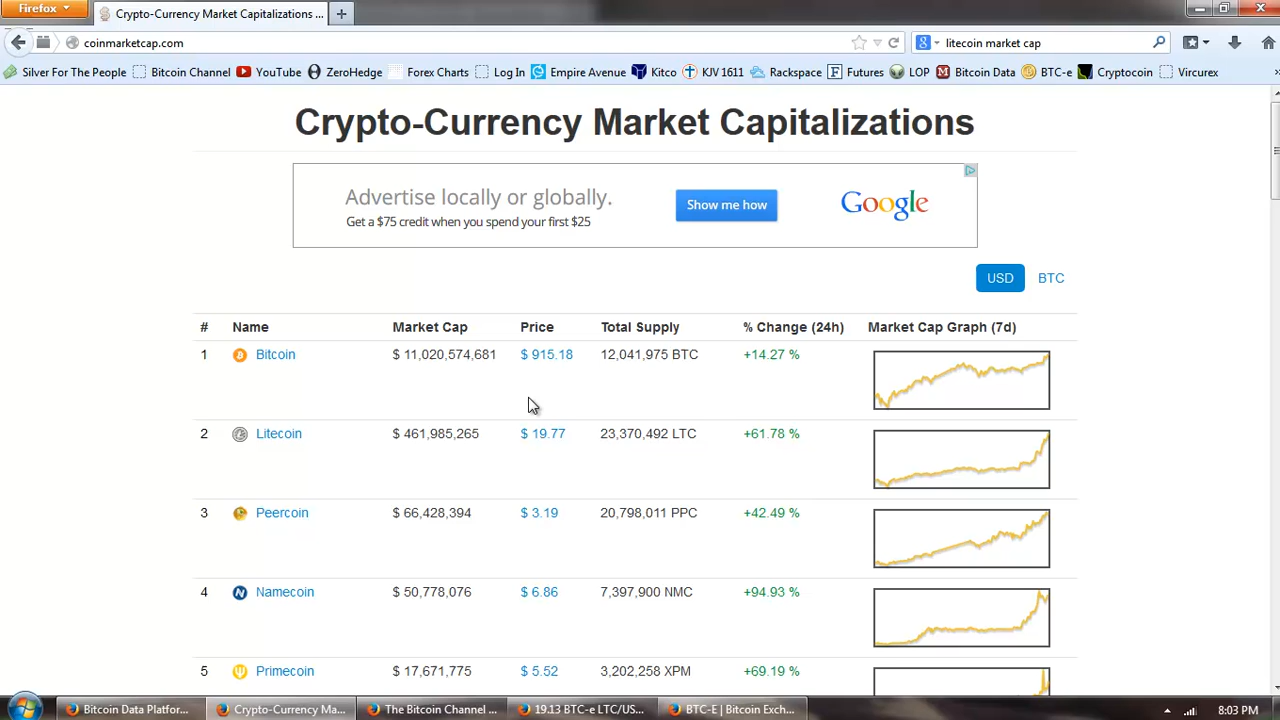 Firefox
Crypto-Currency Market Capitalizations ...
coinmarketcap.com
litecoin market cap
Silver For The People Bitcoin Channel YouTube ZeroHedge Forex Charts Log In Empire Avenue Kitco KJV 1611 Rackspace Futures LOP Bitcoin Data BTC-e Cryptocoin Vircurex
Crypto-Currency Market Capitalizations
Advertise locally or globally.
Get a $75 credit when you spend your first $25
Show me how
Google
USD BTC
# Name Market Cap Price Total Supply % Change (24h) Market Cap Graph (7d)
1 Bitcoin $ 11,020,574,681 $ 915.18 12,041,975 BTC +14.27 %
2 Litecoin $ 461,985,265 $ 19.77 23,370,492 LTC +61.78 %
3 Peercoin $ 66,428,394 $ 3.19 20,798,011 PPC +42.49 %
4 Namecoin $ 50,778,076 $ 6.86 7,397,900 NMC +94.93 %
5 Primecoin $ 17,671,775 $ 5.52 3,202,258 XPM +69.19 %
Bitcoin Data Platfor... Crypto-Currency Ma... The Bitcoin Channel ... 19.13 BTC-e LTC/US... BTC-E | Bitcoin Exch... 8:03 PM